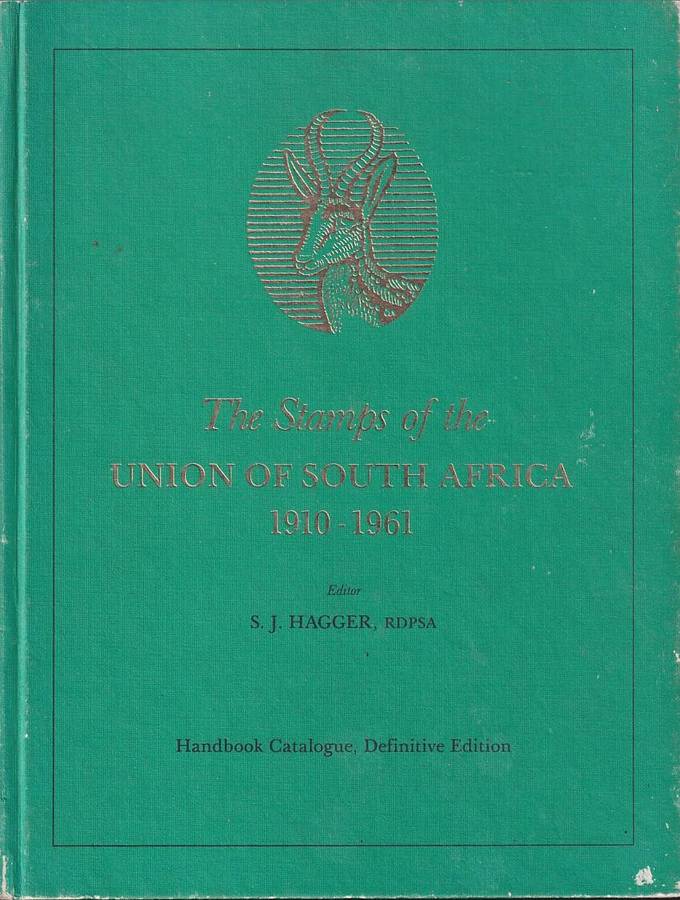 The Stamps of the
UNION OF SOUTH AFRICA
1910 - 1961
Editor
S. J. HAGGER, RDPSA
Handbook Catalogue, Definitive Edition